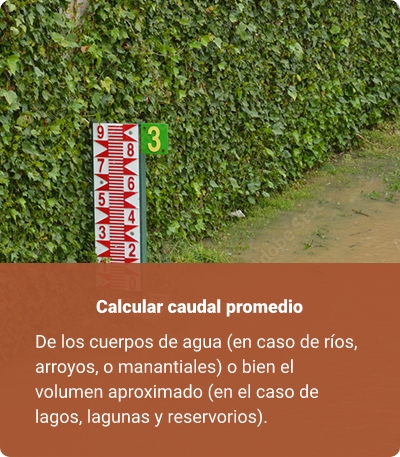 3
9
8
7
6
5
4
3
2
Calcular caudal promedio
De los cuerpos de agua (en caso de ríos,
arroyos, o manantiales) o bien el
volumen aproximado (en el caso de
lagos, lagunas y reservorios).